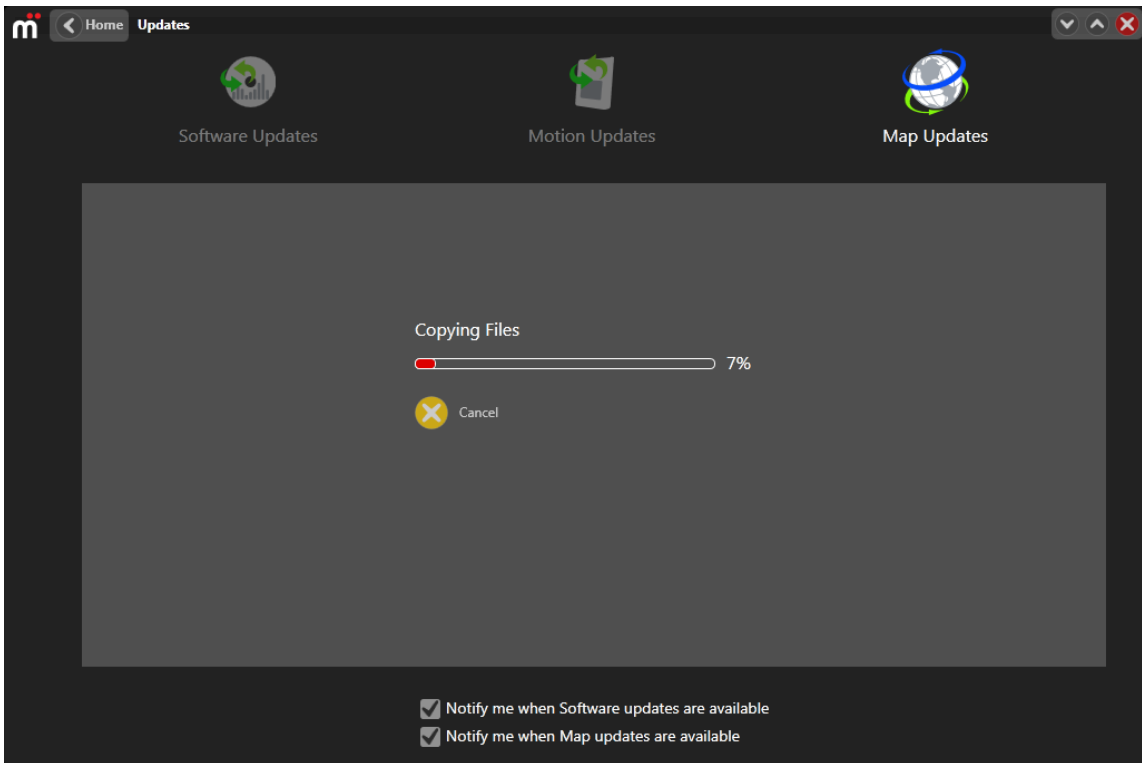 Home Updates
Software Updates
Motion Updates
Map Updates
Copying Files
7%
Cancel
Notify me when Software updates are available
Notify me when Map updates are available